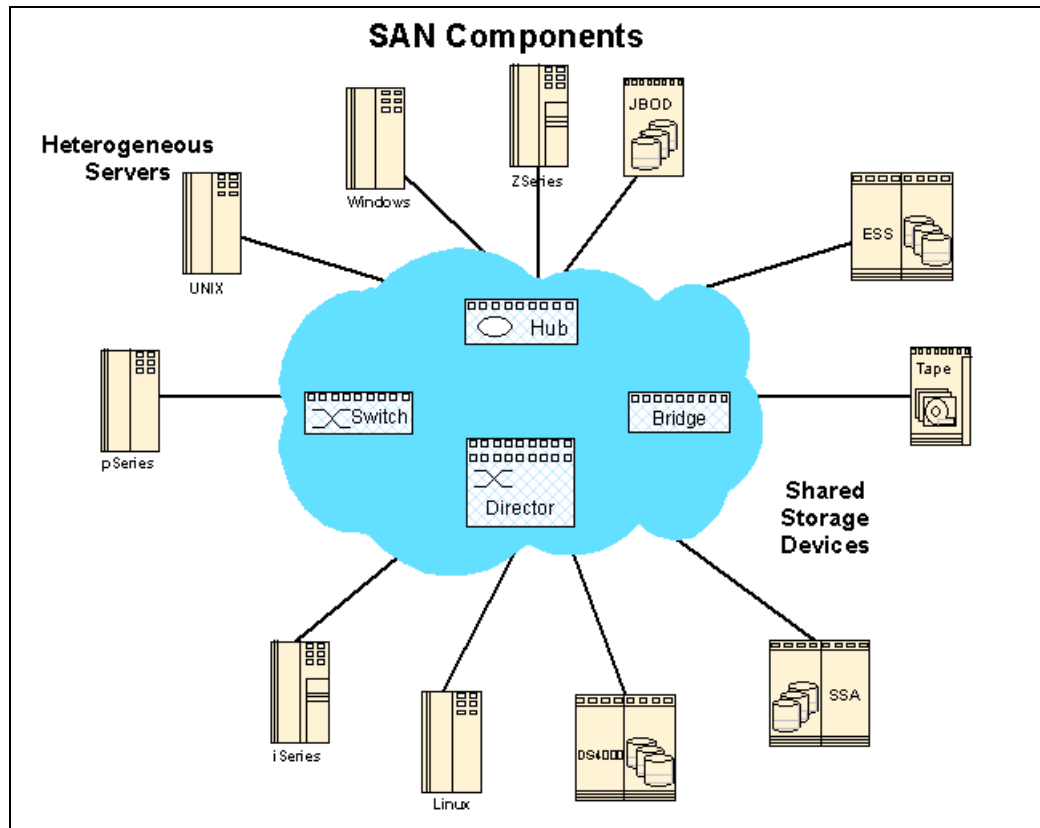 SAN Components
Heterogeneous
Servers
UNIX
Windows
ZSeries
JBOD
ESS
Tape
pSeries
Hub
Switch
Bridge
Director
Shared
Storage
Devices
iSeries
Linux
DS4000
SSA